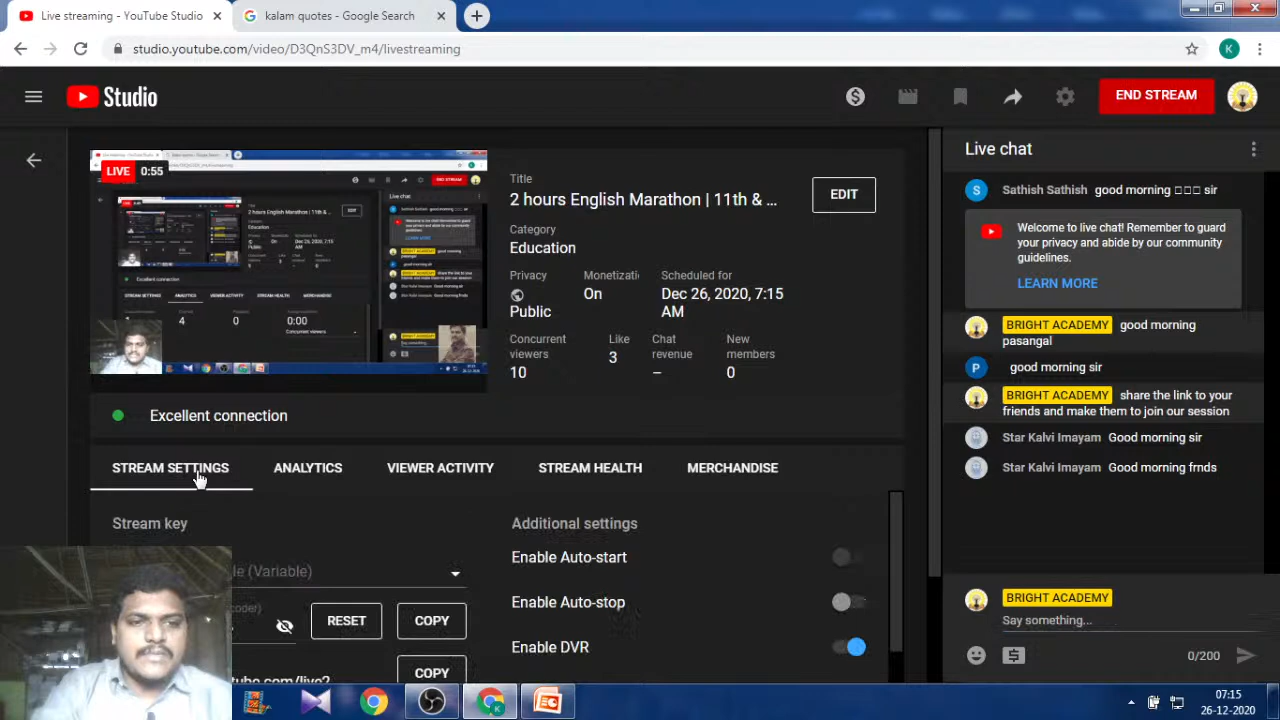 Live streaming - YouTube Studio
kalam quotes - Google Search
studio.youtube.com/video/D3QnS3DV_m4/livestreaming
K
Studio
END STREAM
LIVE 0:55
Title
2 hours English Marathon | 11th & ...
EDIT
Category
Education
Privacy
Public
Monetizatic
On
Scheduled for
Dec 26, 2020, 7:15
AM
Concurrent
viewers
10
Like
3
Chat
revenue
–
New
members
0
Excellent connection
STREAM SETTINGS
ANALYTICS
VIEWER ACTIVITY
STREAM HEALTH
MERCHANDISE
Stream key
(Variable)
RESET
COPY
COPY
Additional settings
Enable Auto-start
Enable Auto-stop
Enable DVR
Live chat
S
Sathish Sathish good morning sir
Welcome to live chat! Remember to guard
your privacy and abide by our community
guidelines.
LEARN MORE
BRIGHT ACADEMY good morning
pasangal
P
good morning sir
BRIGHT ACADEMY share the link to your
friends and make them to join our session
Star Kalvi Imayam Good morning sir
Star Kalvi Imayam Good morning frnds
BRIGHT ACADEMY
Say something...
0/200
07:15
26-12-2020